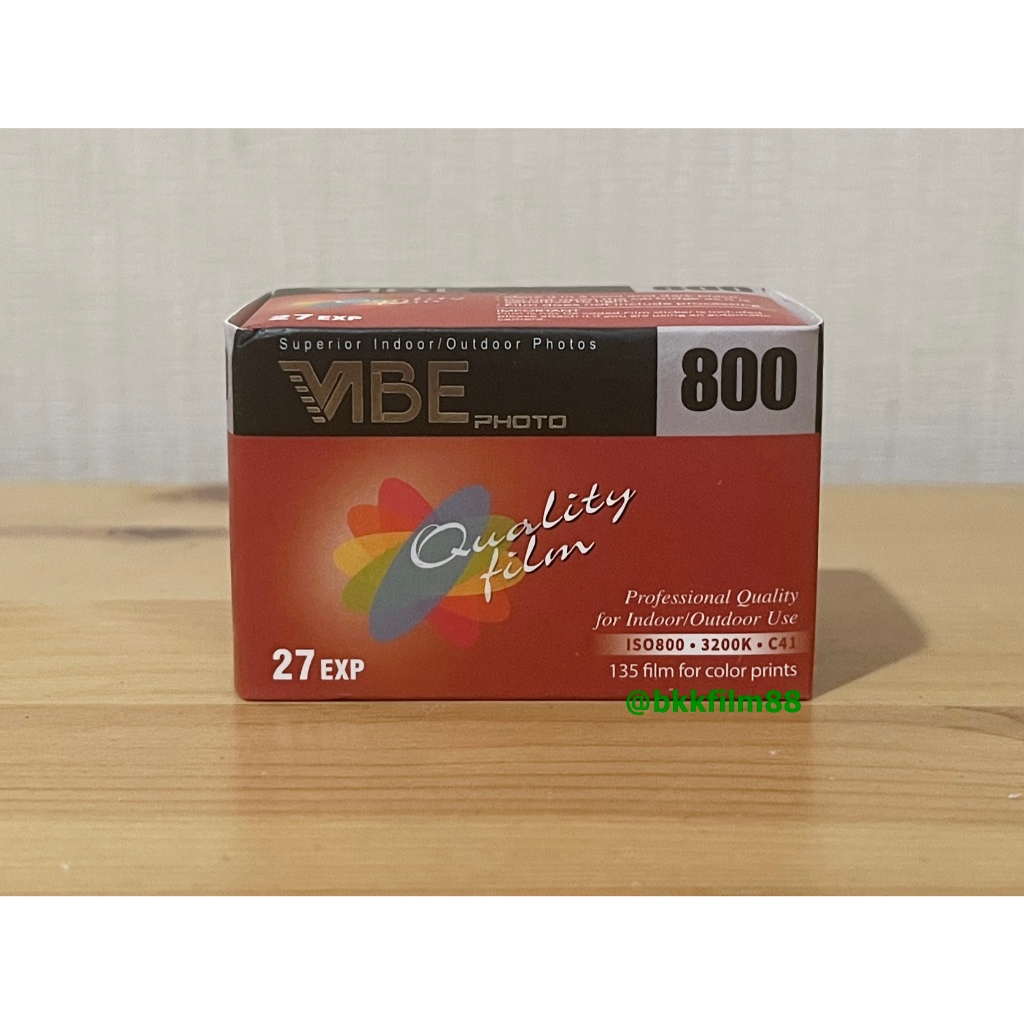 27 EXP
Superior Indoor/Outdoor Photos
VIBE PHOTO
800
Quality
film
Professional Quality
for Indoor/Outdoor Use
ISO800 • 3200K • C41
27 EXP
135 film for color prints
@bkkfilm88